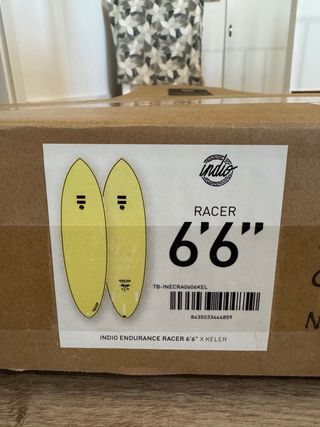 indio
RACER
6'6"
TB-INECRA0606KEL
8435033444859
INDIO ENDURANCE RACER 6'6" X KELER